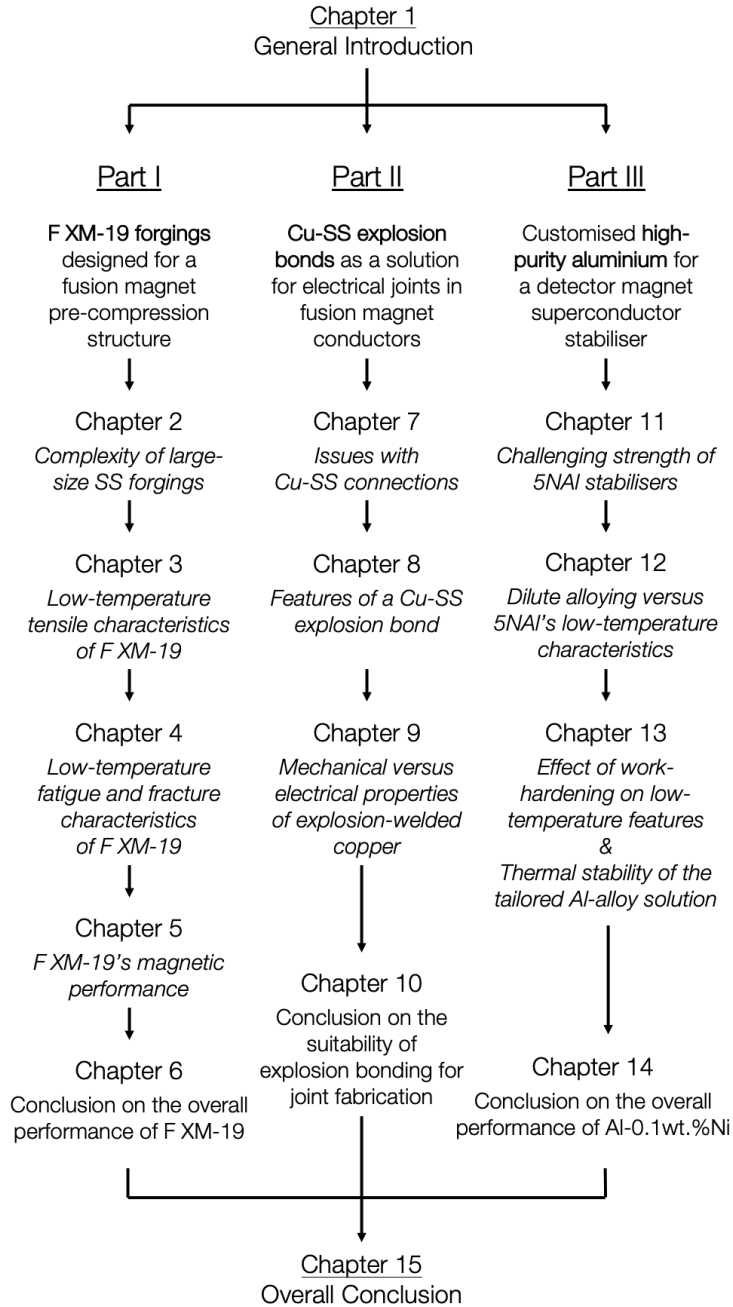 Chapter 1
General Introduction
Part I
F XM-19 forgings
designed for a
fusion magnet
pre-compression
structure
Chapter 2
Complexity of large-
size SS forgings
Chapter 3
Low-temperature
tensile characteristics
of F XM-19
Chapter 4
Low-temperature
fatigue and fracture
characteristics
of F XM-19
Chapter 5
F XM-19's magnetic
performance
Chapter 6
Conclusion on the overall
performance of F XM-19
Part II
Cu-SS explosion
bonds as a solution
for electrical joints in
fusion magnet
conductors
Chapter 7
Issues with
Cu-SS connections
Chapter 8
Features of a Cu-SS
explosion bond
Chapter 9
Mechanical versus
electrical properties
of explosion-welded
copper
Chapter 10
Conclusion on the
suitability of
explosion bonding for
joint fabrication
Part III
Customised high-
purity aluminium for
a detector magnet
superconductor
stabiliser
Chapter 11
Challenging strength of
5NAl stabilisers
Chapter 12
Dilute alloying versus
5NAl's low-temperature
characteristics
Chapter 13
Effect of work-
hardening on low-
temperature features
&
Thermal stability of the
tailored Al-alloy solution
Chapter 14
Conclusion on the overall
performance of Al-0.1wt.%Ni
Chapter 15
Overall Conclusion